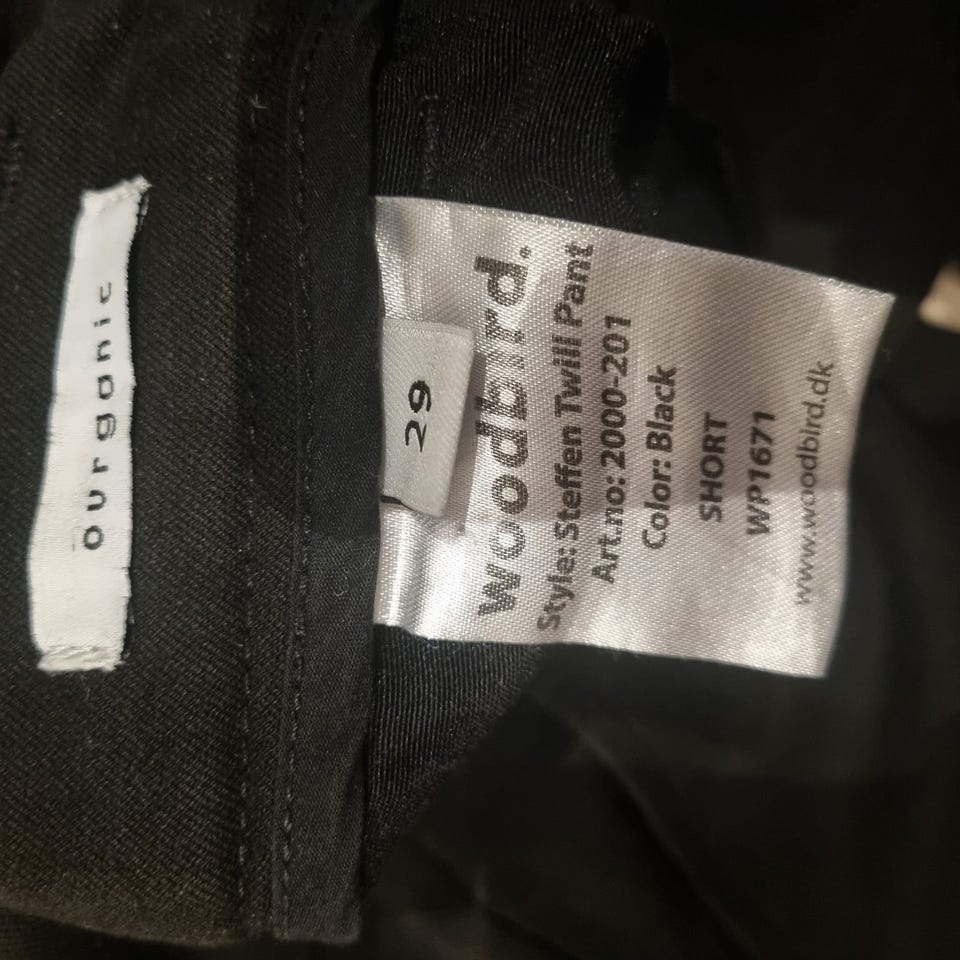 ourganic
29
woodbird.
Style: Steffen Twill Pant
Art.no: 2000-201
Color: Black
SHORT
WP1671
www.woodbird.dk